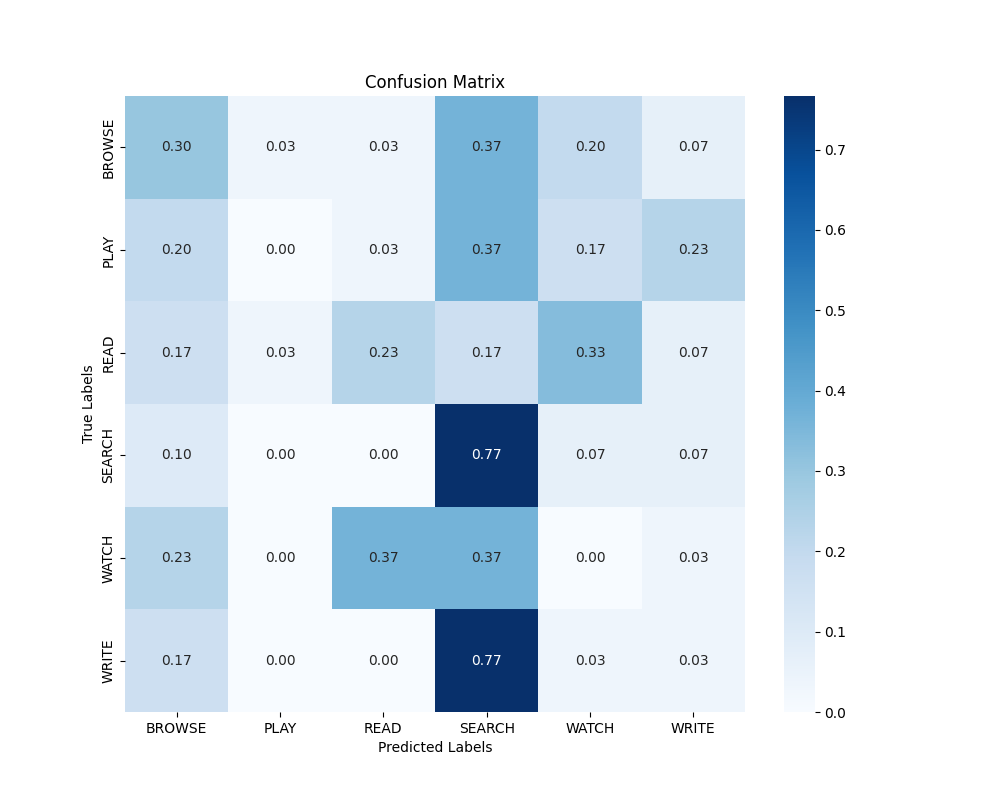 Confusion Matrix
BROWSE 0.30 0.03 0.03 0.37 0.20 0.07
PLAY 0.20 0.00 0.03 0.37 0.17 0.23
READ 0.17 0.03 0.23 0.17 0.33 0.07
SEARCH 0.10 0.00 0.00 0.77 0.07 0.07
WATCH 0.23 0.00 0.37 0.37 0.00 0.03
WRITE 0.17 0.00 0.00 0.77 0.03 0.03
True Labels
BROWSE PLAY READ SEARCH WATCH WRITE
Predicted Labels
0.7
0.6
0.5
0.4
0.3
0.2
0.1
0.0